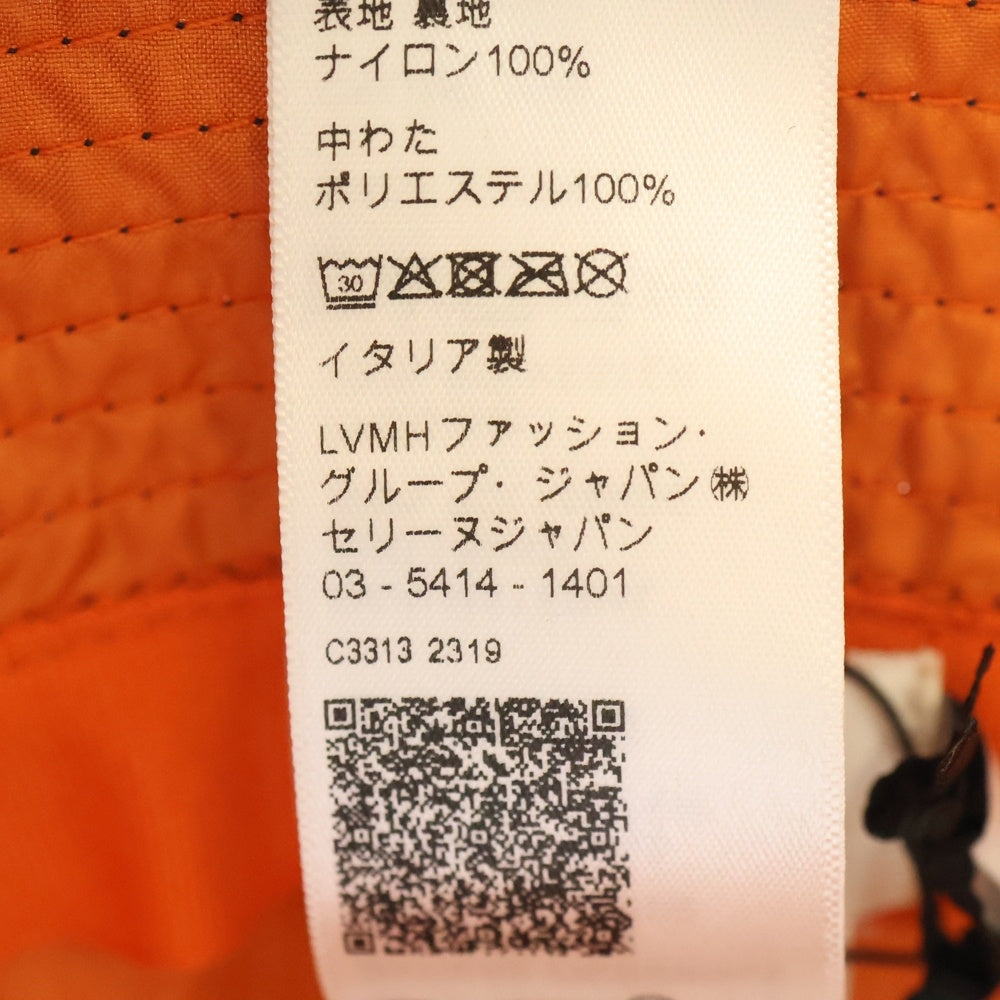 表地 裏地
ナイロン100%
中わた
ポリエステル100%
30
イタリア製
LVMHファッション・
グループ・ジャパン㈱
セリーヌジャパン
03 - 5414 - 1401
C3313 2319